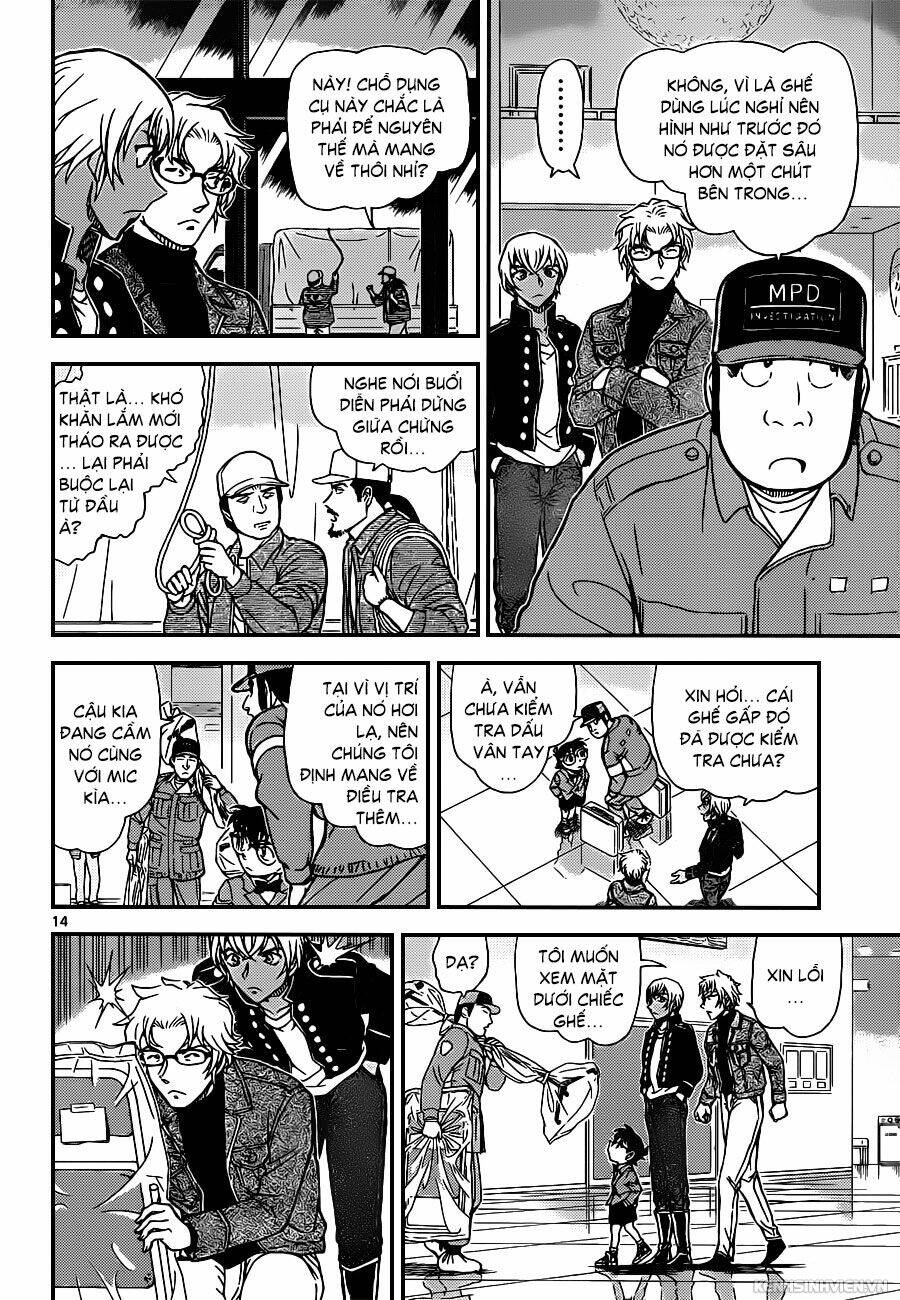 KHÔNG, VÌ LÀ GHẾ
DÙNG LÚC NGHỈ NÊN
HÌNH NHƯ TRƯỚC ĐÓ
NÓ ĐƯỢC ĐẶT SÂU
HƠN MỘT CHÚT
BÊN TRONG...
........
MPD
INVESTIGATION
NÀY! CHỖ DỤNG
CỤ NÀY CHẮC LÀ
PHẢI ĐỂ NGUYÊN
THẾ MÀ MANG
VỀ THÔI NHỈ?
NGHE NÓI BUỔI
DIỄN PHẢI DỪNG
GIỮA CHỪNG
RỒI...
THẬT LÀ... KHÓ
KHĂN LẮM MỚI
THÁO RA ĐƯỢC
... LẠI PHẢI
BUỘC LẠI
TỪ ĐẦU
À?
XIN HỎI... CÁI
GHẾ GẤP ĐÓ
ĐÃ ĐƯỢC KIỂM
TRA CHƯA?
À, VẪN
CHƯA KIỂM
TRA DẤU
VÂN TAY
...
TẠI VÌ VỊ TRÍ
CỦA NÓ HƠI
LẠ, NÊN
CHÚNG TÔI
ĐỊNH MANG VỀ
ĐIỀU TRA
THÊM...
CẬU KIA
ĐANG CẦM
NÓ CÙNG
VỚI MIC
KÌA...
14
XIN LỖI
...
TÔI MUỐN
XEM MẶT
DƯỚI CHIẾC
GHẾ...
DẠ?
KENHSINHVIEN.VN